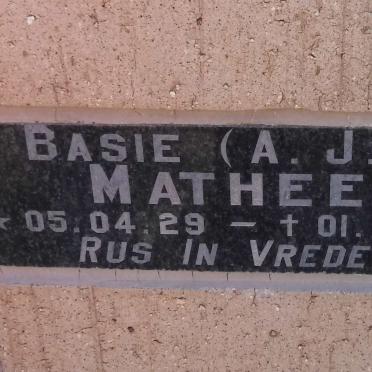 BASIE (A. J.
MATHEE
* 05.04.29 – † 01.
RUS IN VREDE